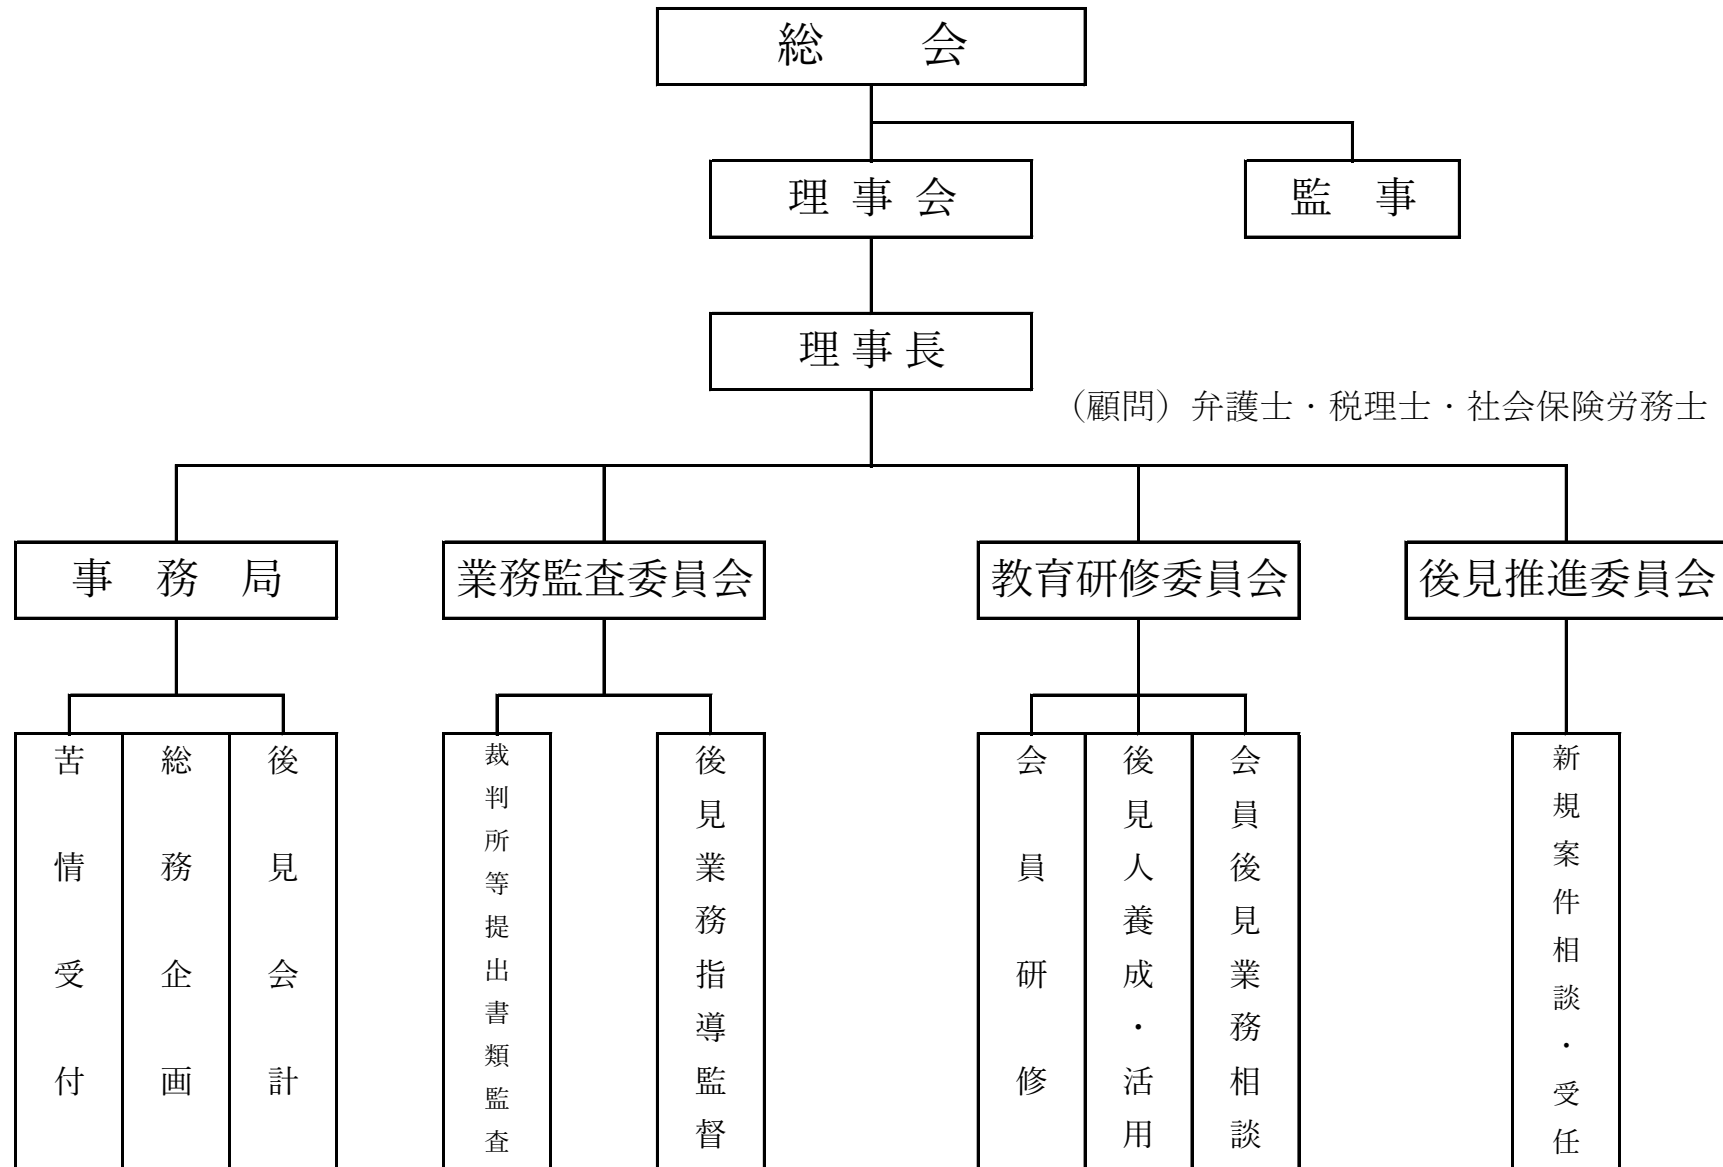 総　　会
理 事 会
監　事
理 事 長
（顧問）弁護士・税理士・社会保険労務士
事　務　局
業務監査委員会
教育研修委員会
後見推進委員会
苦情受付
総務企画
後見会計
裁判所等提出書類監査
後見業務指導監督
会員研修
後見人養成・活用
会員後見業務相談
新規案件相談・受任